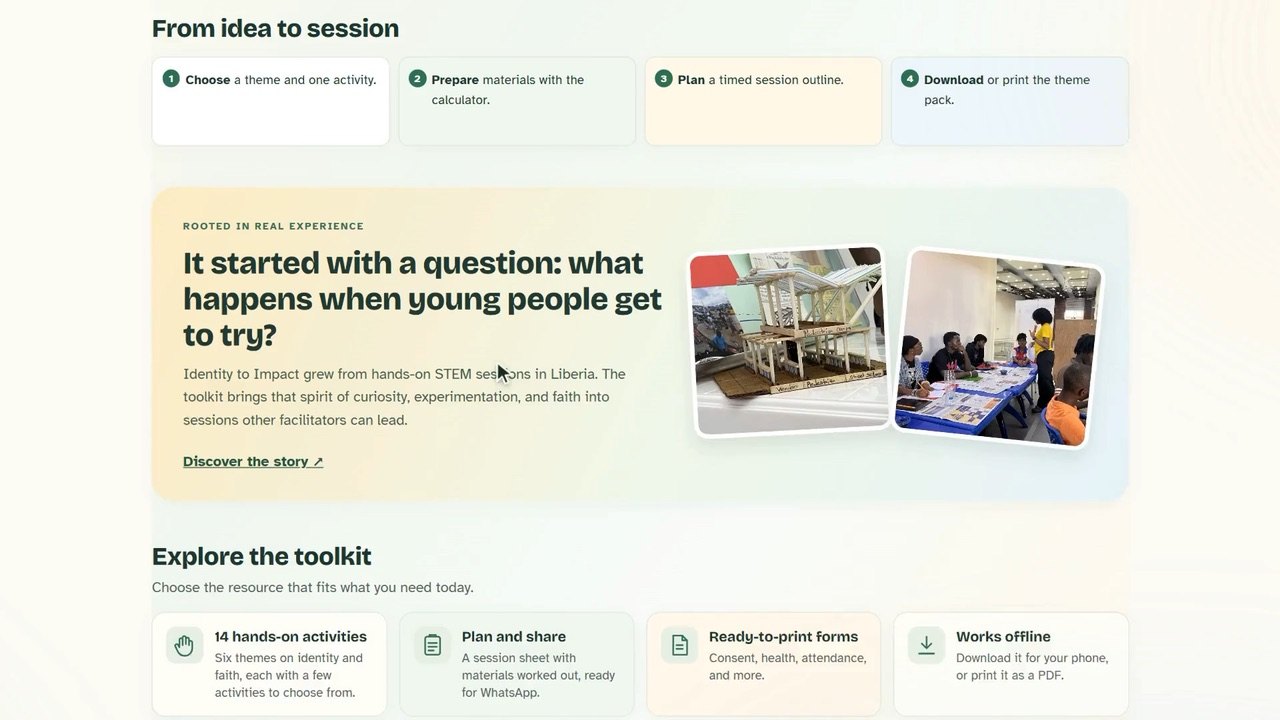 From idea to session
1 Choose a theme and one activity.
2 Prepare materials with the
calculator.
3 Plan a timed session outline.
4 Download or print the theme
pack.
ROOTED IN REAL EXPERIENCE
It started with a question: what
happens when young people get
to try?
Identity to Impact grew from hands-on STEM sessions in Liberia. The
toolkit brings that spirit of curiosity, experimentation, and faith into
sessions other facilitators can lead.
Discover the story ↗
Explore the toolkit
Choose the resource that fits what you need today.
14 hands-on activities
Six themes on identity and
faith, each with a few
activities to choose from.
Plan and share
A session sheet with
materials worked out, ready
for WhatsApp.
Ready-to-print forms
Consent, health, attendance,
and more.
Works offline
Download it for your phone,
or print it as a PDF.